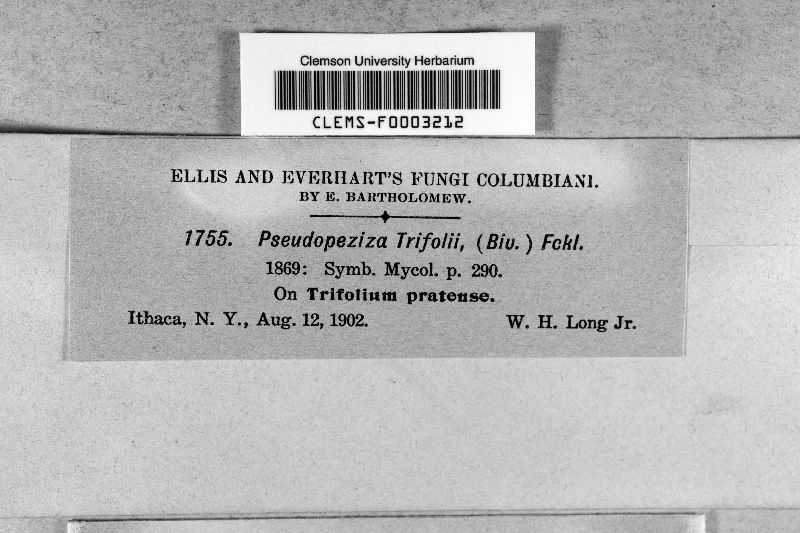 Clemson University Herbarium
CLEMS-F0003212
ELLIS AND EVERHART'S FUNGI COLUMBIANI.
BY E. BARTHOLOMEW.
1755. Pseudopeziza Trifolii, (Biv.) Fckl.
1869: Symb. Mycol. p. 290.
On Trifolium pratense.
Ithaca, N. Y., Aug. 12, 1902. W. H. Long Jr.